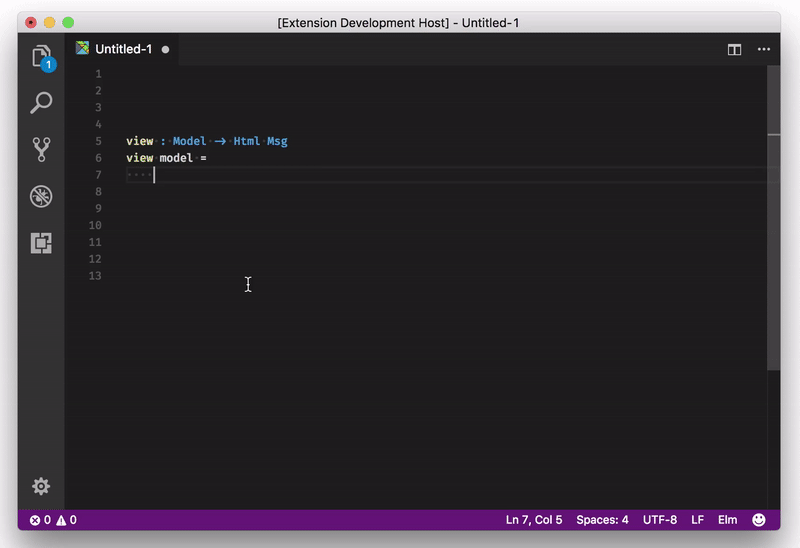 [Extension Development Host] - Untitled-1
1
Untitled-1
1
2
3
4
5 view : Model → Html Msg
6 view model =
7
8
9
10
11
12
13
0 0 Ln 7, Col 5 Spaces: 4 UTF-8 LF Elm